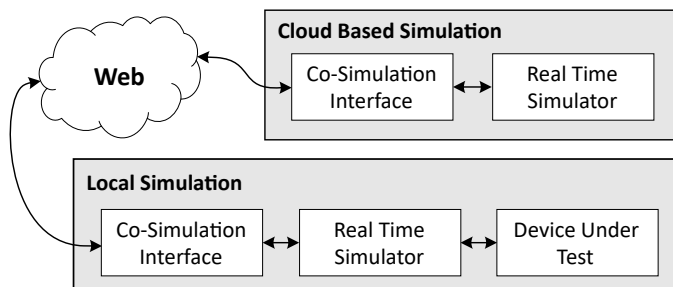 Cloud Based Simulation
Web
Co-Simulation
Interface
Real Time
Simulator
Local Simulation
Co-Simulation
Interface
Real Time
Simulator
Device Under
Test